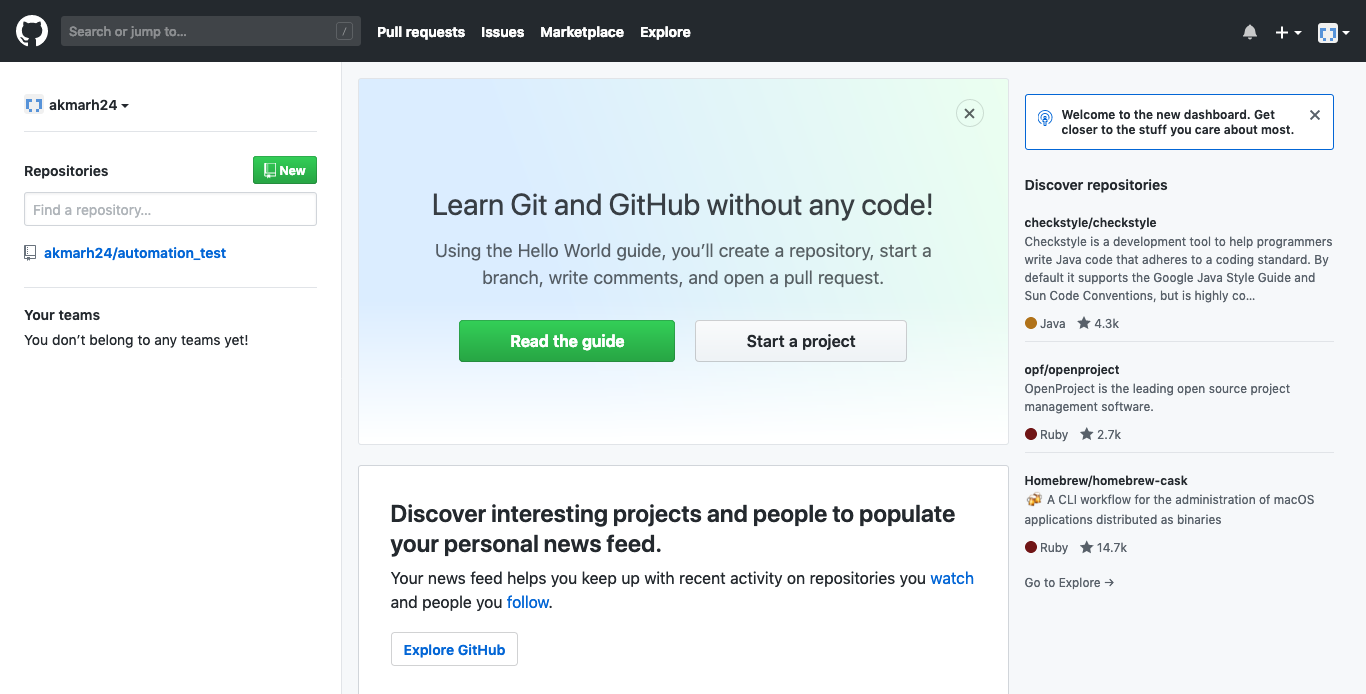 Search or jump to... /
Pull requests
Issues
Marketplace
Explore
akmarh24
Repositories
New
Find a repository...
akmarh24/automation_test
Your teams
You don’t belong to any teams yet!
Learn Git and GitHub without any code!
Using the Hello World guide, you’ll create a repository, start a
branch, write comments, and open a pull request.
Read the guide
Start a project
Discover interesting projects and people to populate
your personal news feed.
Your news feed helps you keep up with recent activity on repositories you watch
and people you follow.
Explore GitHub
Welcome to the new dashboard. Get
closer to the stuff you care about most.
Discover repositories
checkstyle/checkstyle
Checkstyle is a development tool to help programmers
write Java code that adheres to a coding standard. By
default it supports the Google Java Style Guide and
Sun Code Conventions, but is highly co...
Java ★ 4.3k
opf/openproject
OpenProject is the leading open source project
management software.
Ruby ★ 2.7k
Homebrew/homebrew-cask
🍻 A CLI workflow for the administration of macOS
applications distributed as binaries
Ruby ★ 14.7k
Go to Explore →